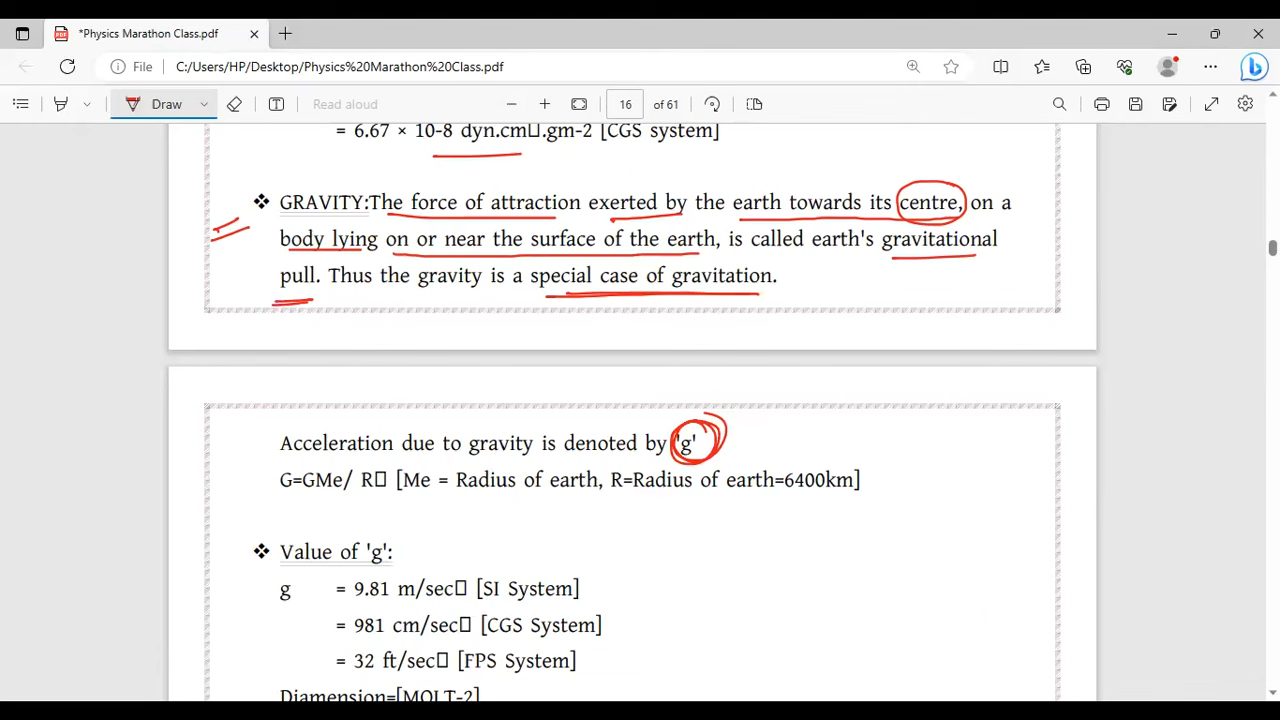 *Physics Marathon Class.pdf
File C:/Users/HP/Desktop/Physics%20Marathon%20Class.pdf
Draw Read aloud 16 of 61
= 6.67 × 10-8 dyn.cm□.gm-2 [CGS system]
❖ GRAVITY:The force of attraction exerted by the earth towards its centre, on a
body lying on or near the surface of the earth, is called earth's gravitational
pull. Thus the gravity is a special case of gravitation.
Acceleration due to gravity is denoted by 'g'
G=GMe/ R□ [Me = Radius of earth, R=Radius of earth=6400km]
❖ Value of 'g':
g = 9.81 m/sec□ [SI System]
= 981 cm/sec□ [CGS System]
= 32 ft/sec□ [FPS System]
Diamension=[MOLT-2]